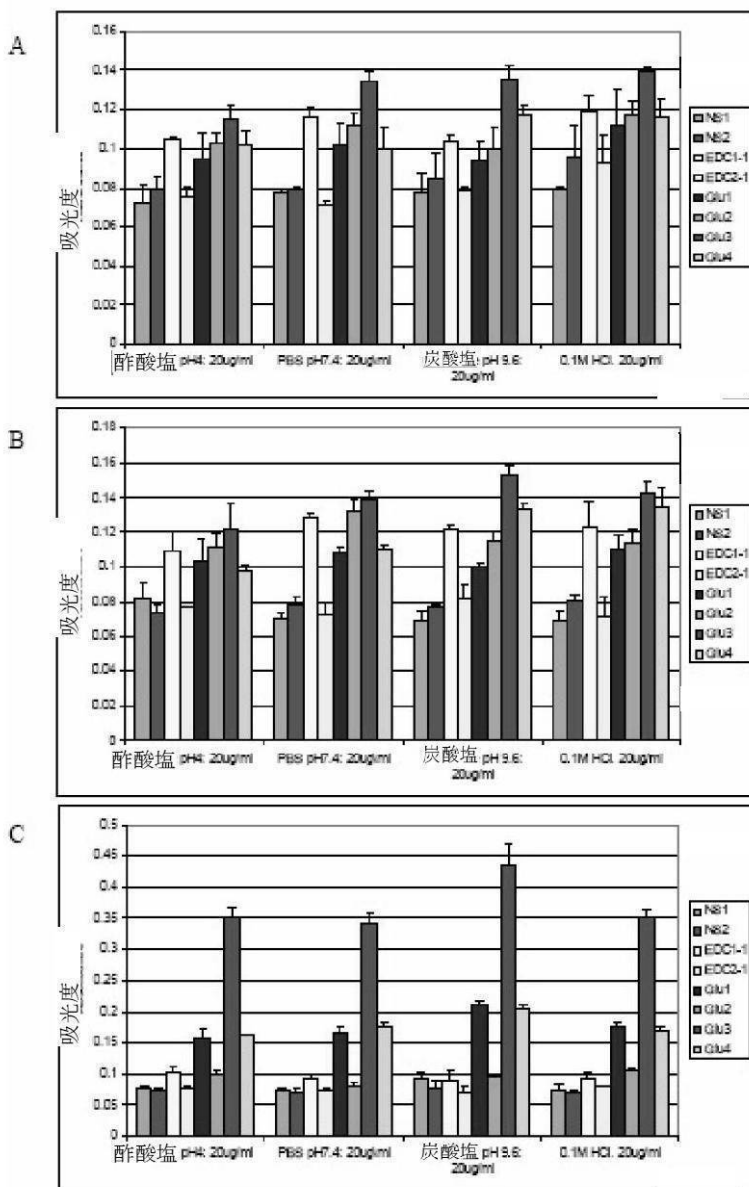 A
0.16
0.14
0.12
0.1
0.08
0.06
0.04
0.02
0
吸光度
酢酸塩 pH4: 20ug/ml
PBS pH7.4: 20ug/ml
炭酸塩 pH 9.6:
20ug/ml
0.1M HCl. 20ug/ml
NS1
NS2
EDC1-1
EDC2-1
Glu1
Glu2
Glu3
Glu4
B
0.18
0.16
0.14
0.12
0.1
0.08
0.06
0.04
0.02
0
吸光度
酢酸塩 pH4: 20ug/ml
PBS pH7.4: 20ug/ml
炭酸塩 pH 9.6:
20ug/ml
0.1M HCl. 20ug/ml
NS1
NS2
EDC1-1
EDC2-1
Glu1
Glu2
Glu3
Glu4
C
0.5
0.45
0.4
0.35
0.3
0.25
0.2
0.15
0.1
0.05
0
吸光度
酢酸塩 pH4: 20ug/ml
PBS pH7.4: 20ug/ml
炭酸塩 pH 9.6:
20ug/ml
0.1M HCl. 20ug/ml
NS1
NS2
EDC1-1
EDC2-1
Glu1
Glu2
Glu3
Glu4